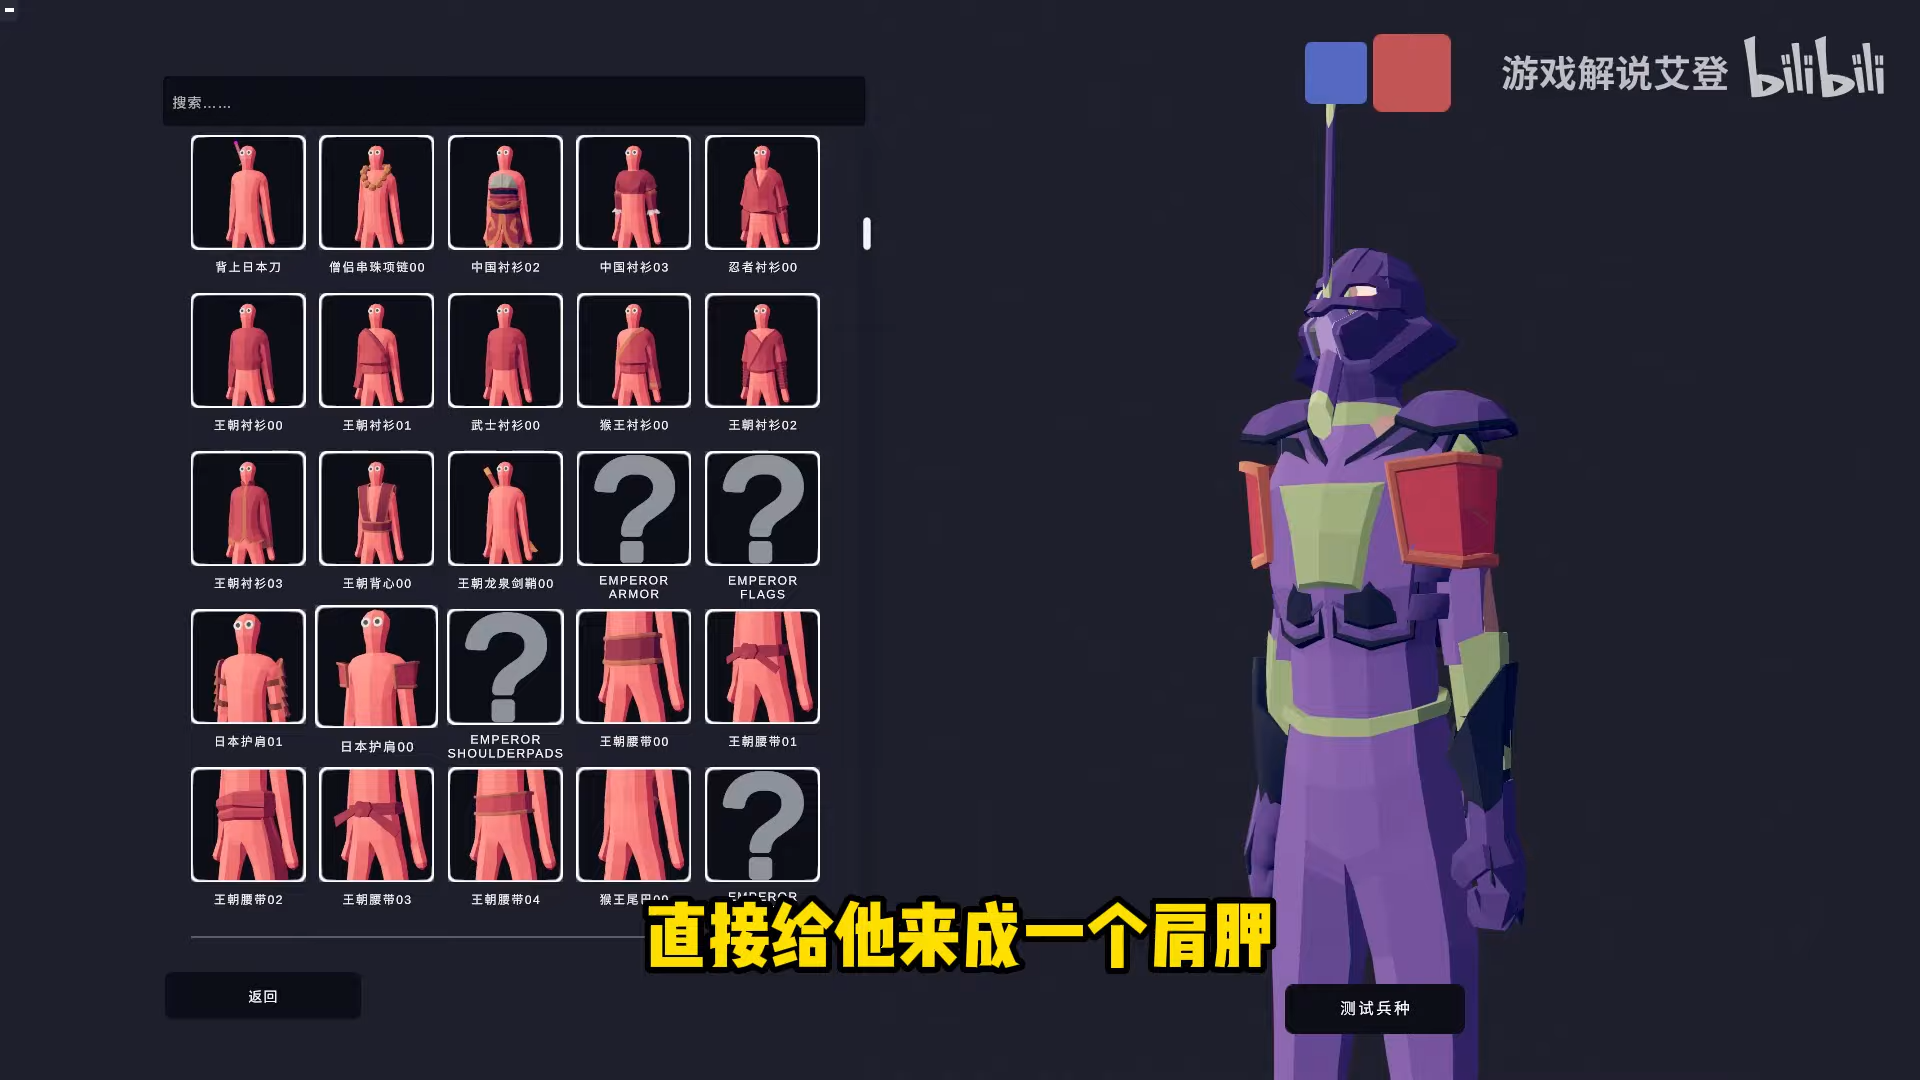 游戏解说艾登 bilibili
搜索……
背上日本刀
僧侣串珠项链00
中国衬衫02
中国衬衫03
忍者衬衫00
王朝衬衫00
王朝衬衫01
武士衬衫00
猴王衬衫00
王朝衬衫02
王朝衬衫03
王朝背心00
王朝龙泉剑鞘00
EMPEROR
ARMOR
EMPEROR
FLAGS
日本护肩01
日本护肩00
EMPEROR
SHOULDERPADS
王朝腰带00
王朝腰带01
王朝腰带02
王朝腰带03
王朝腰带04
猴王尾巴00
EMPEROR
直接给他来成一个肩胛
返回
测试兵种